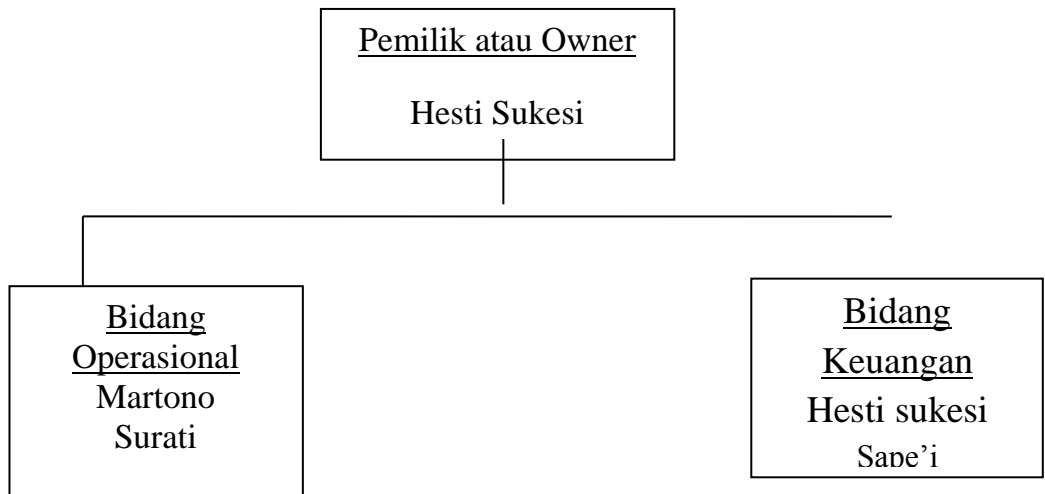 Pemilik atau Owner
Hesti Sukesi
Bidang
Operasional
Martono
Surati
Bidang
Keuangan
Hesti sukesi
Sape’i